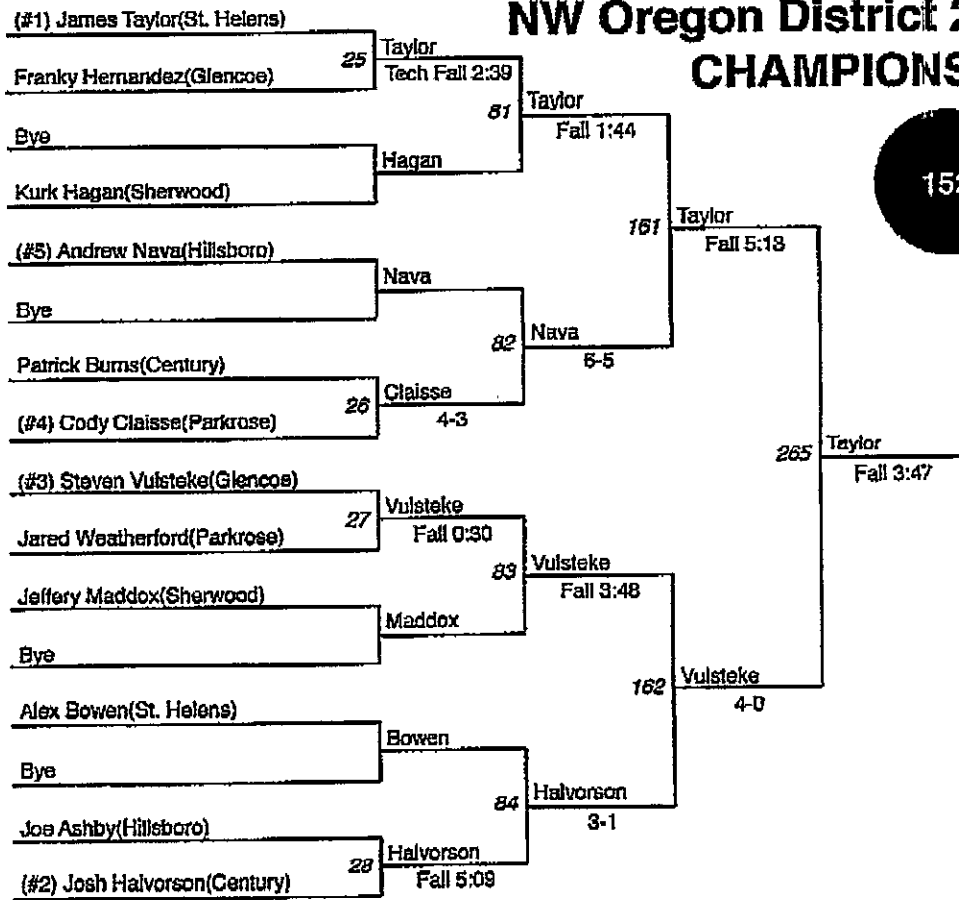 NW Oregon District 2
CHAMPIONS
152
(#1) James Taylor(St. Helens)
25
Franky Hernandez(Glencoe)
Taylor
Tech Fall 2:39
Bye
Kurk Hagan(Sherwood)
Hagan
81
Taylor
Fall 1:44
(#5) Andrew Nava(Hillsboro)
Bye
Nava
Patrick Burns(Century)
26
(#4) Cody Claisse(Parkrose)
Claisse
4-3
82
Nava
6-5
161
Taylor
Fall 5:13
(#3) Steven Vulsteke(Glencoe)
27
Jared Weatherford(Parkrose)
Vulsteke
Fall 0:30
Jeffery Maddox(Sherwood)
Bye
Maddox
83
Vulsteke
Fall 3:48
Alex Bowen(St. Helens)
Bye
Bowen
Joe Ashby(Hillsboro)
28
(#2) Josh Halvorson(Century)
Halvorson
Fall 5:09
84
Halvorson
3-1
162
Vulsteke
4-0
265
Taylor
Fall 3:47